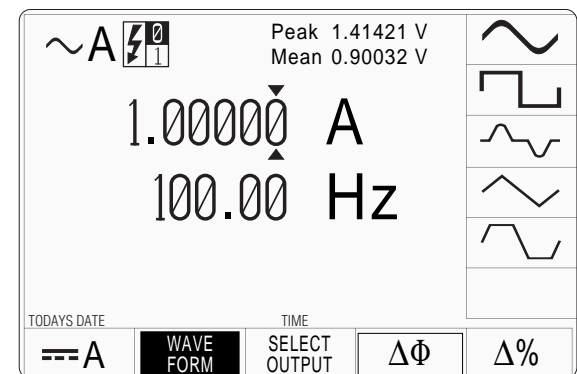 ∼A 0 1
Peak 1.41421 V
Mean 0.90032 V
1.00000 A
100.00 Hz
TODAYS DATE TIME
A
WAVE FORM
SELECT OUTPUT
ΔΦ
Δ%